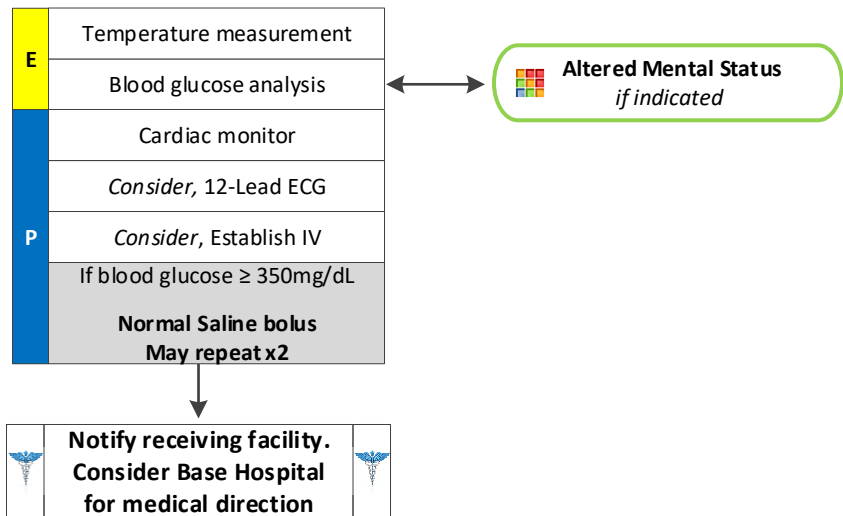 E
Temperature measurement
Blood glucose analysis
Altered Mental Status
if indicated
P
Cardiac monitor
Consider, 12-Lead ECG
Consider, Establish IV
If blood glucose ≥ 350mg/dL
Normal Saline bolus
May repeat x2
Notify receiving facility.
Consider Base Hospital
for medical direction